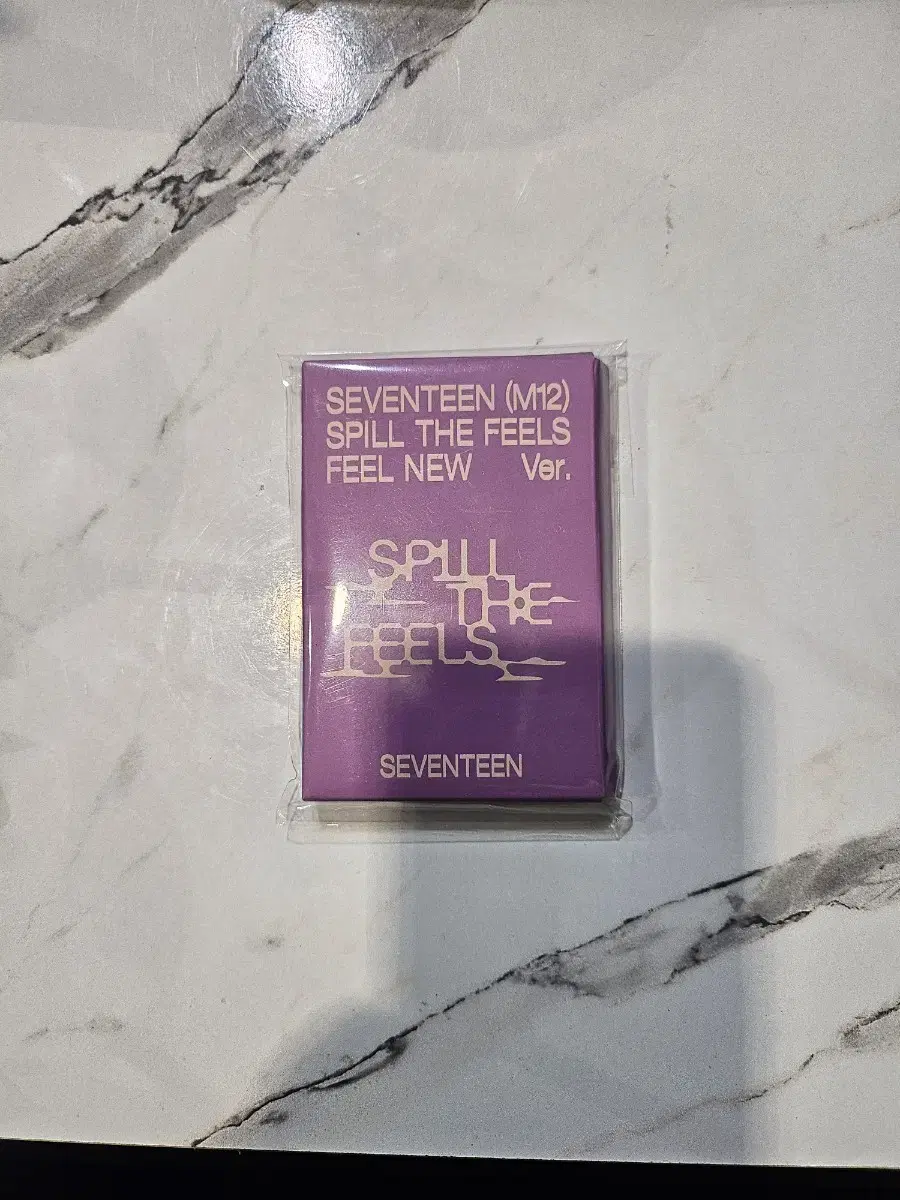 SEVENTEEN (M12)
SPILL THE FEELS
FEEL NEW Ver.
SPILL
THE
FEELS
SEVENTEEN